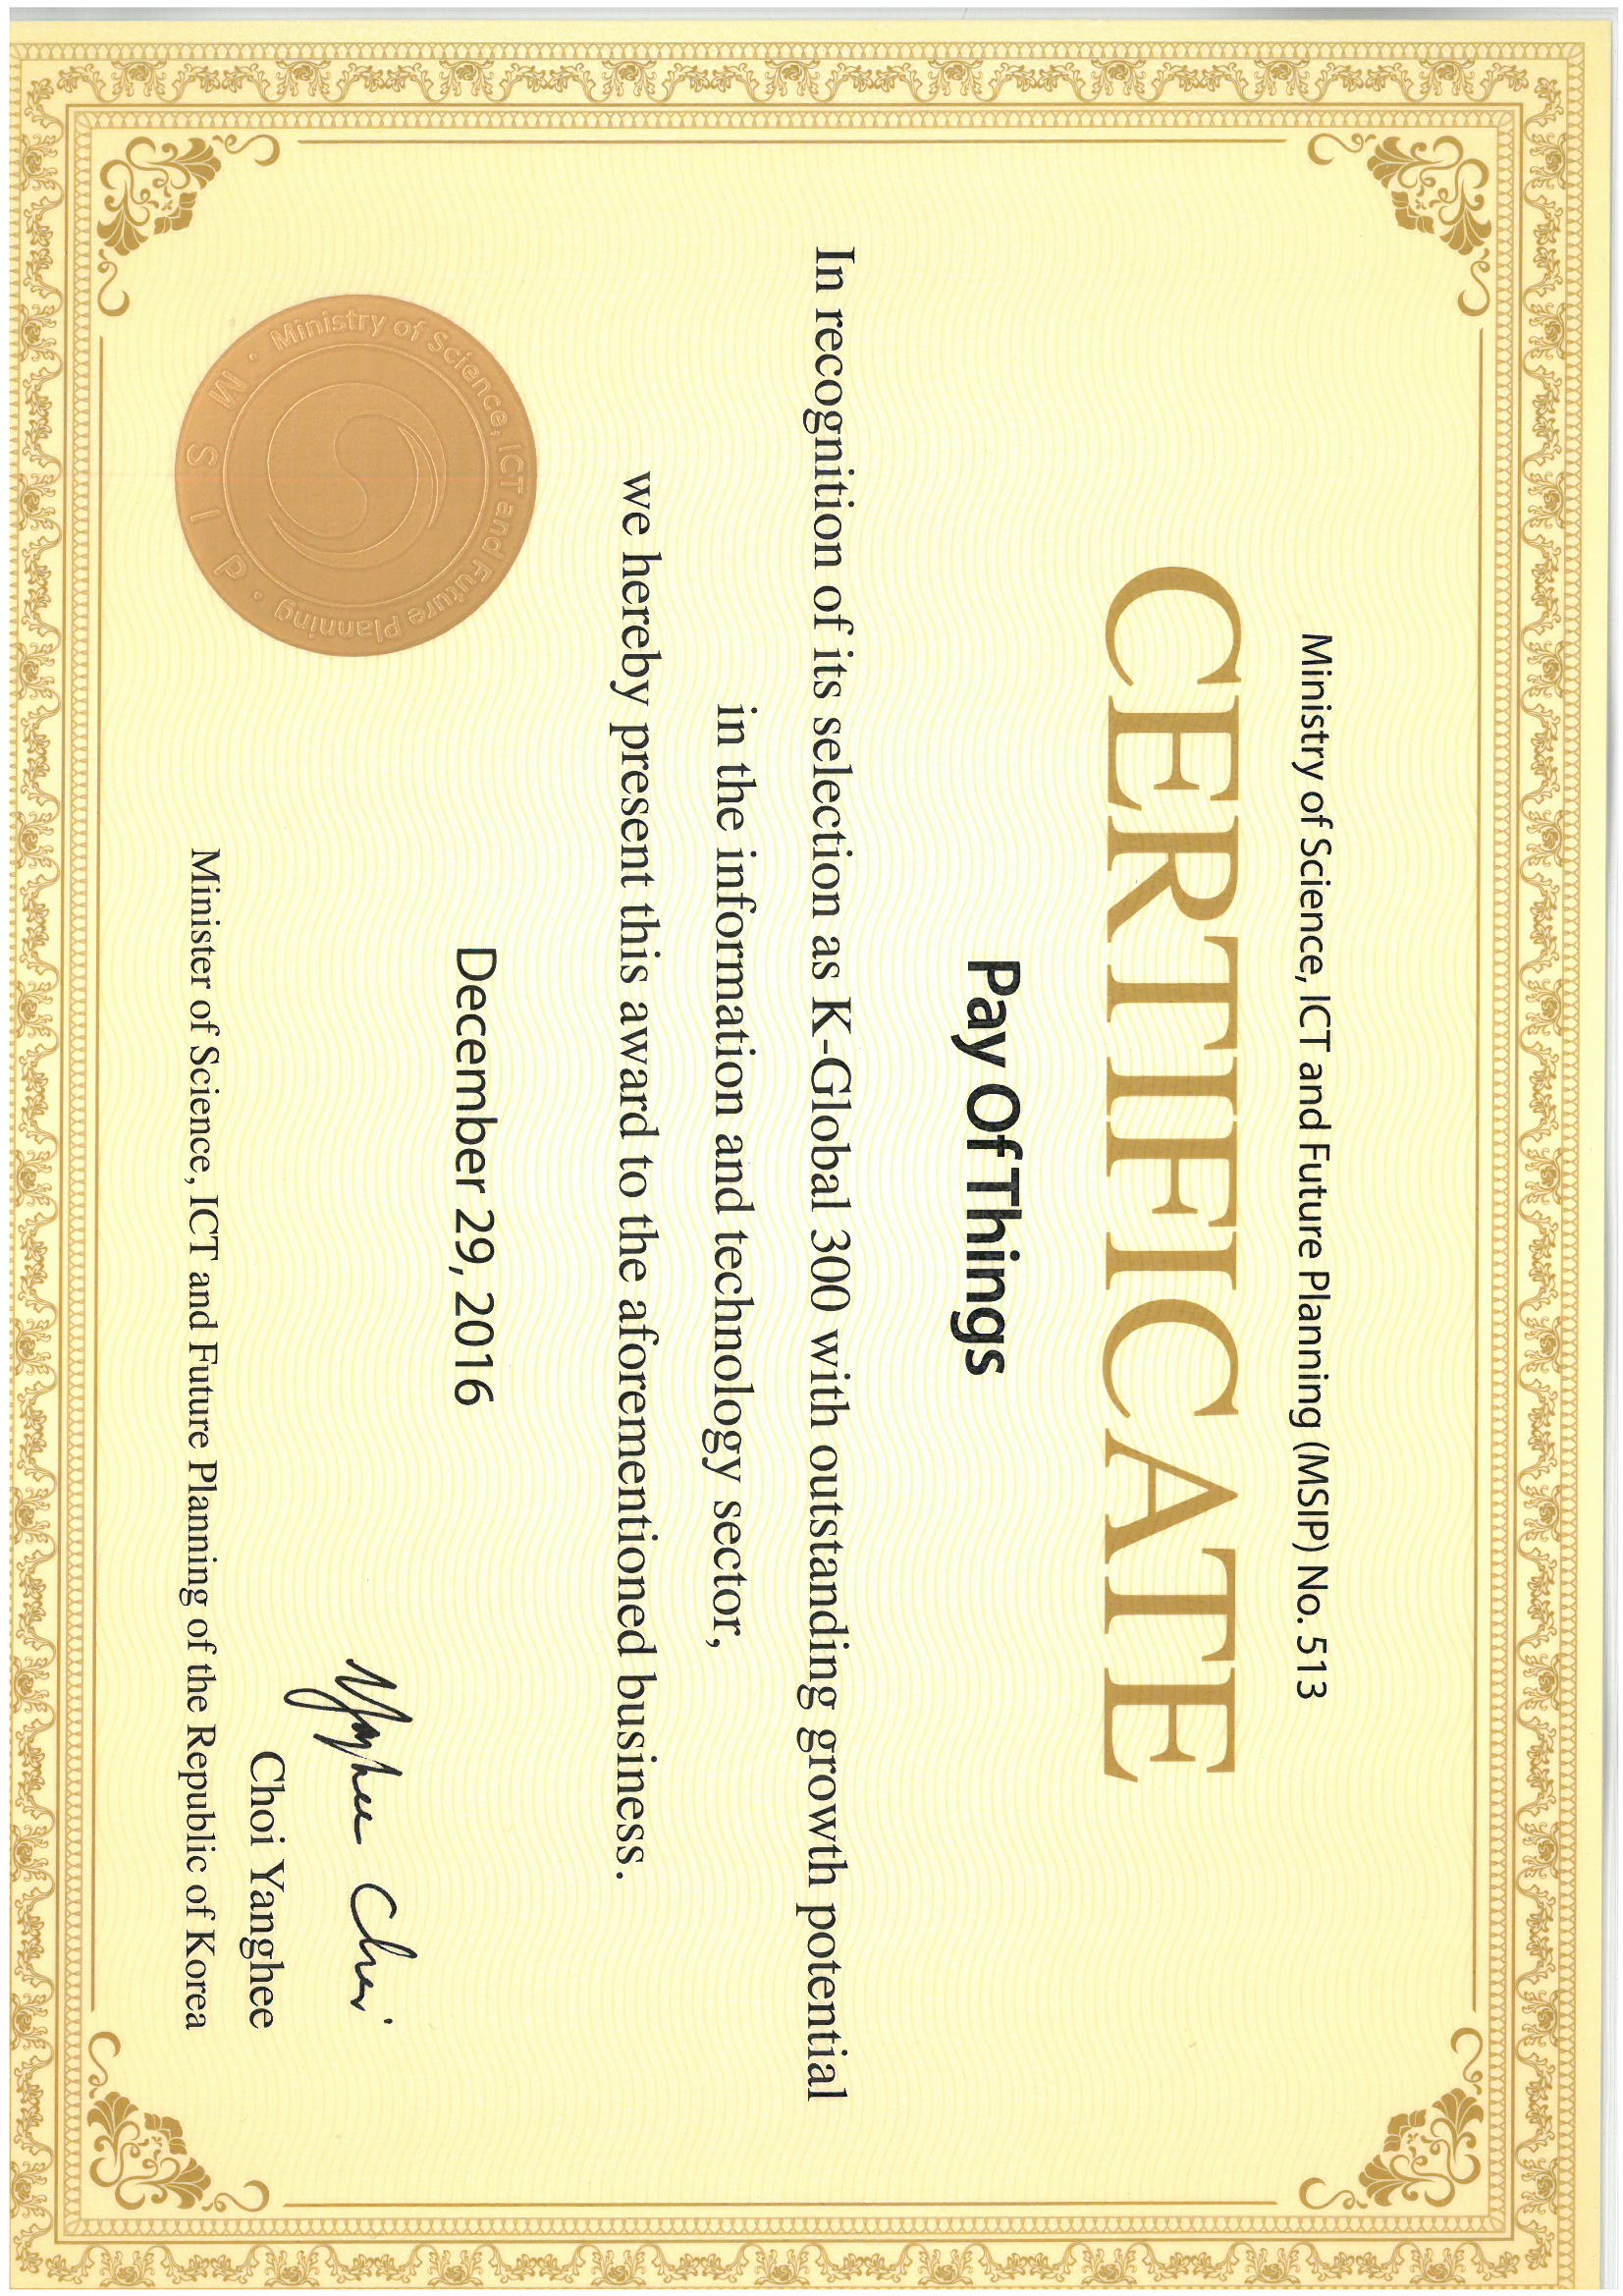 Ministry of Science, ICT and Future Planning (MSIP) No. 513
CERTIFICATE
Pay Of Things
In recognition of its selection as K-Global 300 with outstanding growth potential
in the information and technology sector,
we hereby present this award to the aforementioned business.
December 29, 2016
Yanghee Choi
Choi Yanghee
Minister of Science, ICT and Future Planning of the Republic of Korea
Ministry of Science, ICT and Future Planning
M S I P